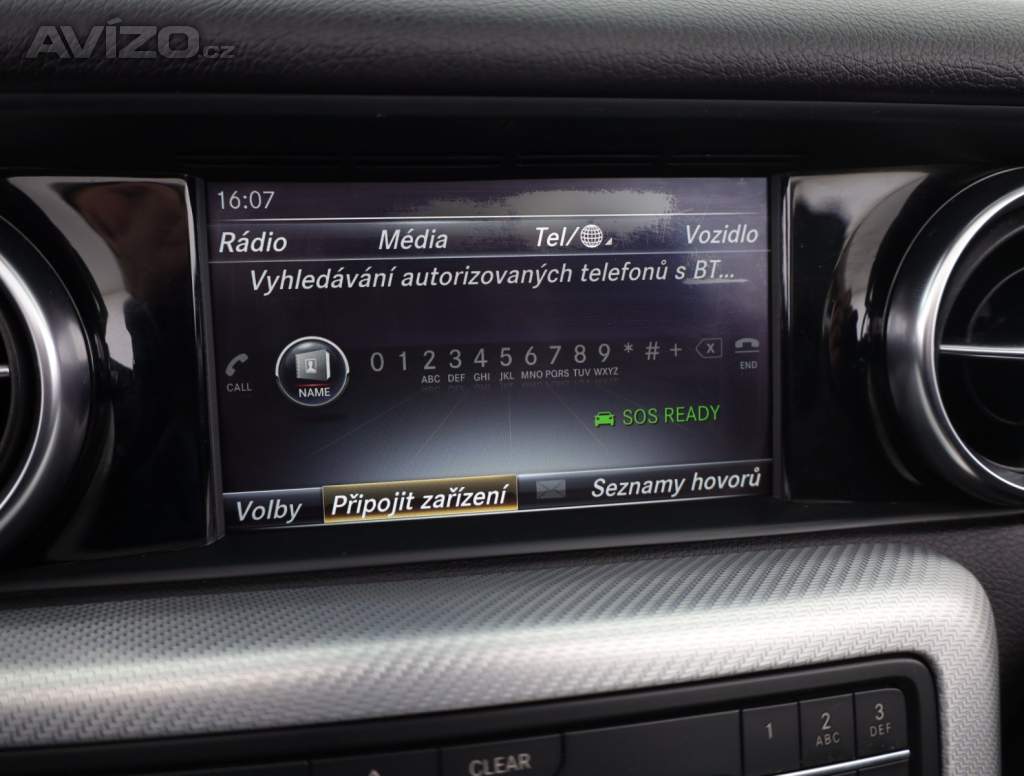 AVÍZO.cz
16:07
Rádio Média Tel/ Vozidlo
Vyhledávání autorizovaných telefonů s BT...
CALL NAME 0 1 2 3 4 5 6 7 8 9 * # + X END
ABC DEF GHI JKL MNO PQRS TUV WXYZ
SOS READY
Volby Připojit zařízení Seznamy hovorů
CLEAR 1 2 ABC 3 DEF